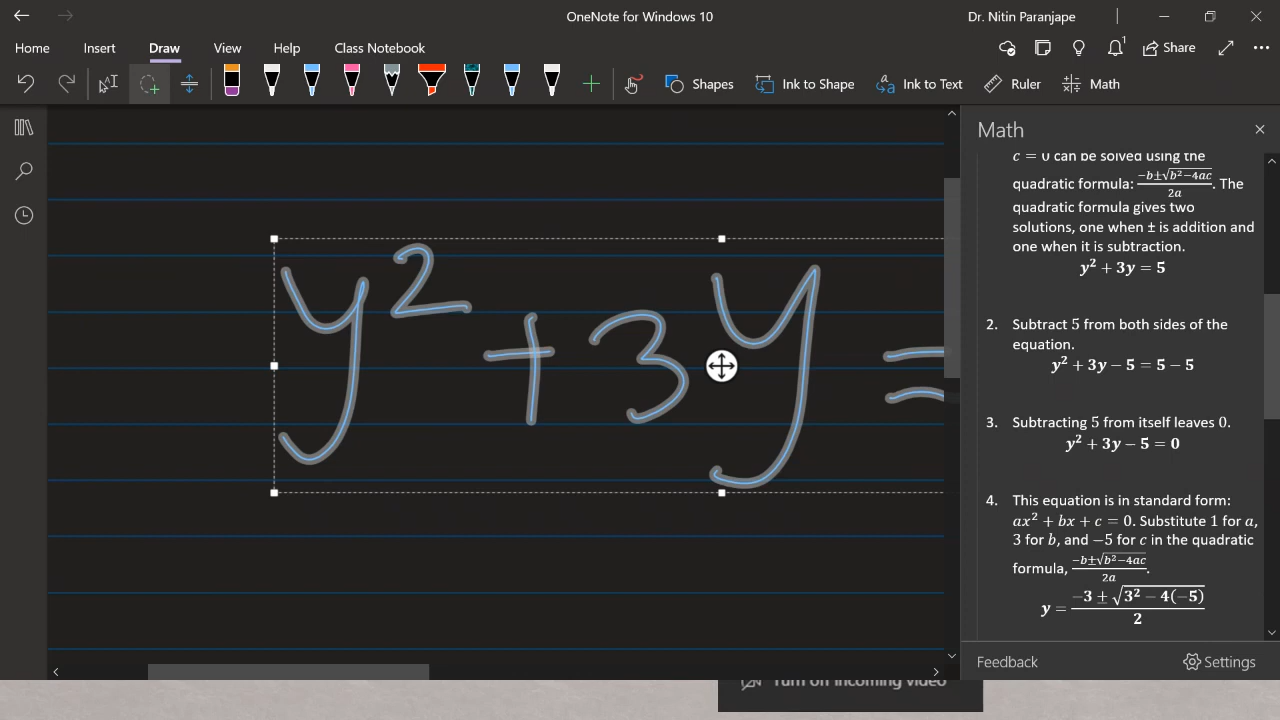 OneNote for Windows 10
Dr. Nitin Paranjape
Home Insert Draw View Help Class Notebook
1 Share
Shapes Ink to Shape Ink to Text Ruler Math
Math
c = 0 can be solved using the
quadratic formula: (−b±√(b²−4ac))/2a. The
quadratic formula gives two
solutions, one when ± is addition and
one when it is subtraction.
y² + 3y = 5
2. Subtract 5 from both sides of the
equation.
y² + 3y − 5 = 5 − 5
3. Subtracting 5 from itself leaves 0.
y² + 3y − 5 = 0
4. This equation is in standard form:
ax² + bx + c = 0. Substitute 1 for a,
3 for b, and −5 for c in the quadratic
formula, (−b±√(b²−4ac))/2a.
y = (−3 ± √(3² − 4(−5)))/2
y² + 3y =
Feedback Settings
Turn on incoming video